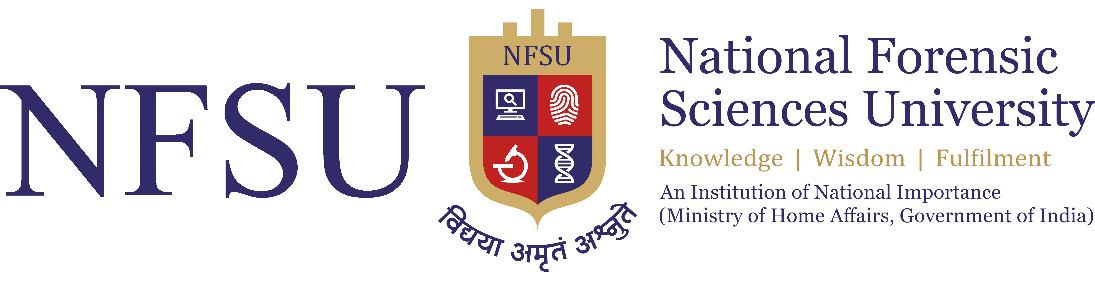 NFSU
NFSU
विद्यया अमृतं अश्नुते
National Forensic
Sciences University
Knowledge | Wisdom | Fulfilment
An Institution of National Importance
(Ministry of Home Affairs, Government of India)